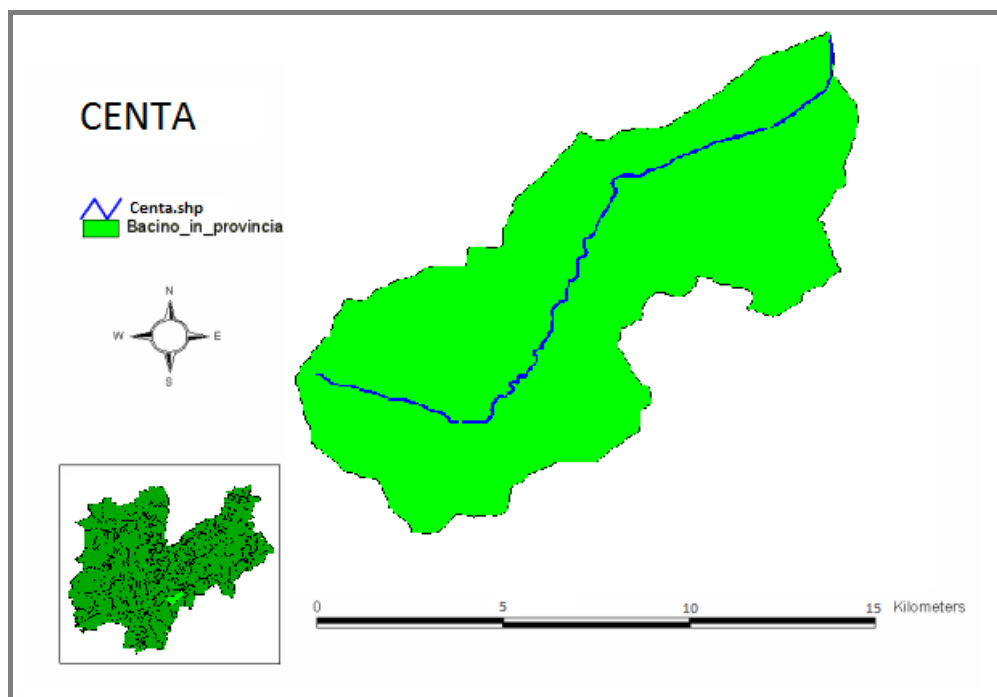 CENTA
Centa.shp
Bacino_in_provincia
N
W E
S
0 5 10 15 Kilometers